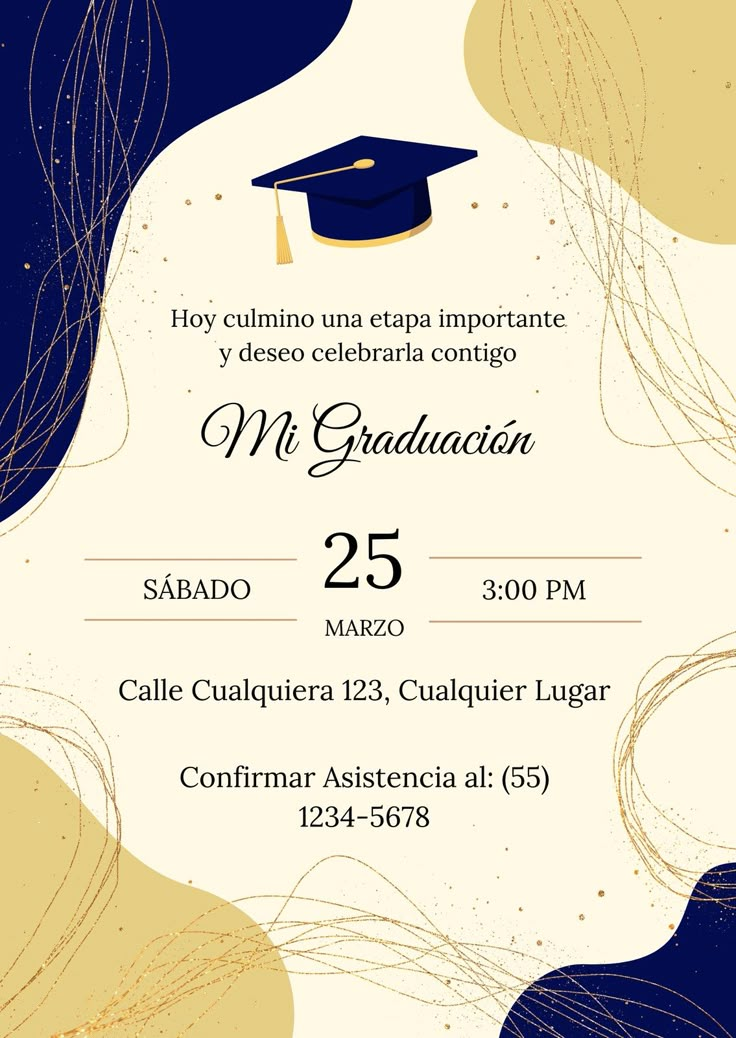 Hoy culmino una etapa importante
y deseo celebrarla contigo
Mi Graduación
SÁBADO
25
MARZO
3:00 PM
Calle Cualquiera 123, Cualquier Lugar
Confirmar Asistencia al: (55)
1234-5678